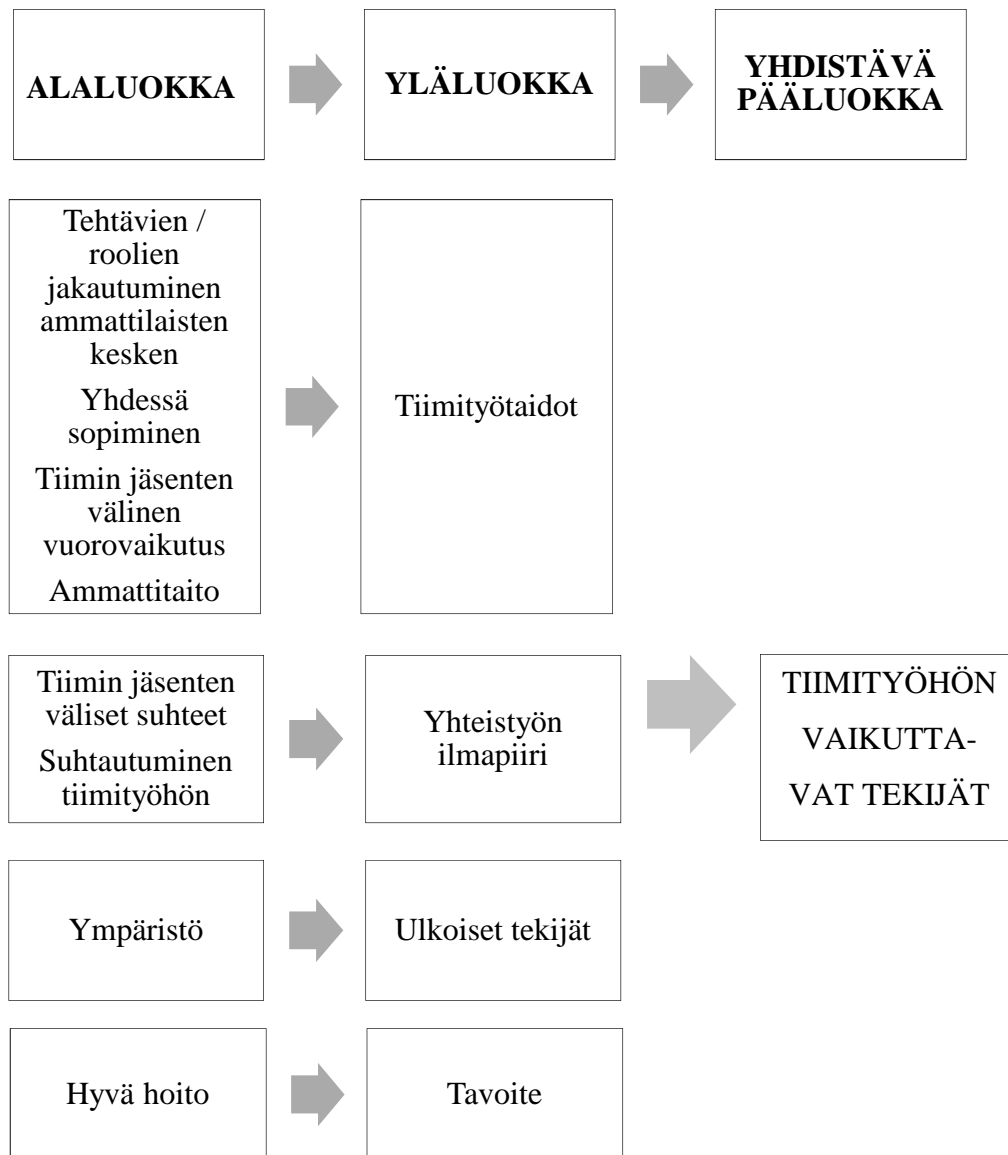 ALALUOKKA
YLÄLUOKKA
YHDISTÄVÄ
PÄÄLUOKKA
Tehtävien /
roolien
jakautuminen
ammattilaisten
kesken
Yhdessä
sopiminen
Tiimin jäsenten
välinen
vuorovaikutus
Ammattitaito
Tiimityötaidot
Tiimin jäsenten
väliset suhteet
Suhtautuminen
tiimityöhön
Yhteistyön
ilmapiiri
TIIMITYÖHÖN
VAIKUTTA-
VAT TEKIJÄT
Ympäristö
Ulkoiset tekijät
Hyvä hoito
Tavoite